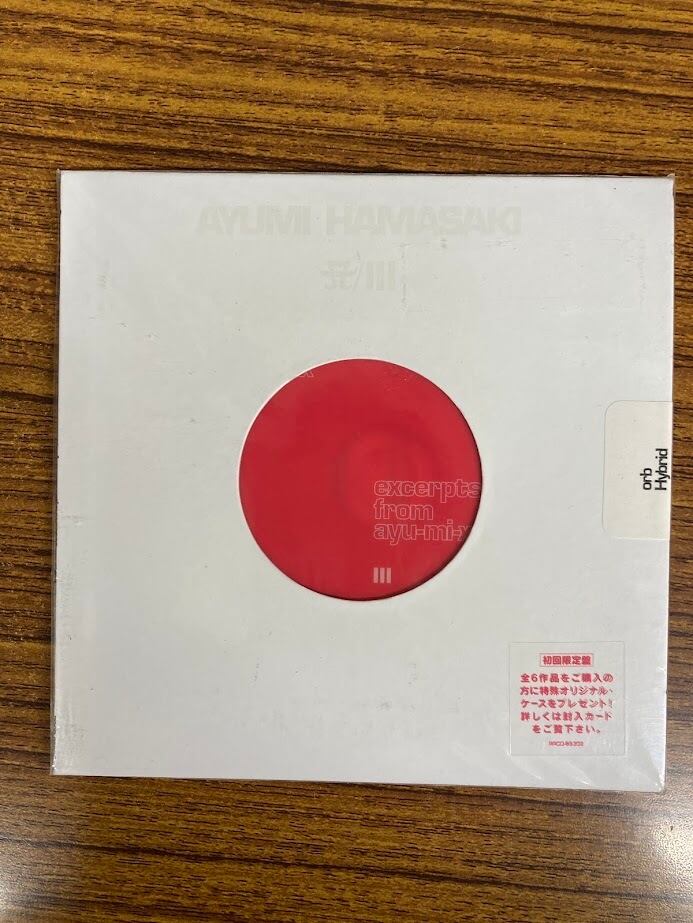 AYUMI HAMASAKI
III
excerpts
from
ayu-mi-x
III
orb
Hybrid
初回限定盤
全6作品をご購入の
方に特殊オリジナル・
ケースをプレゼント!
詳しくは封入カード
をご覧下さい。